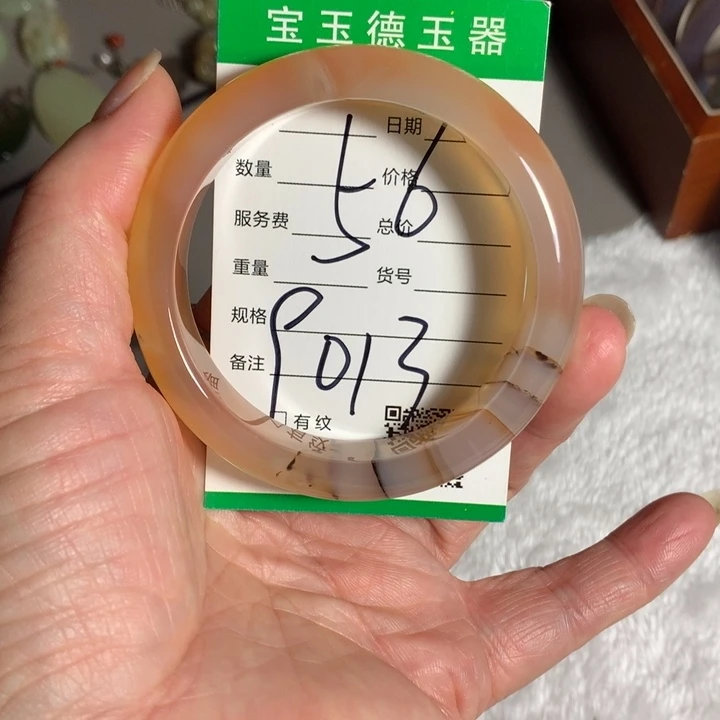 宝玉德玉器
日期
数量 价格
服务费 总价
重量 货号
规格
备注
有纹
56
9013